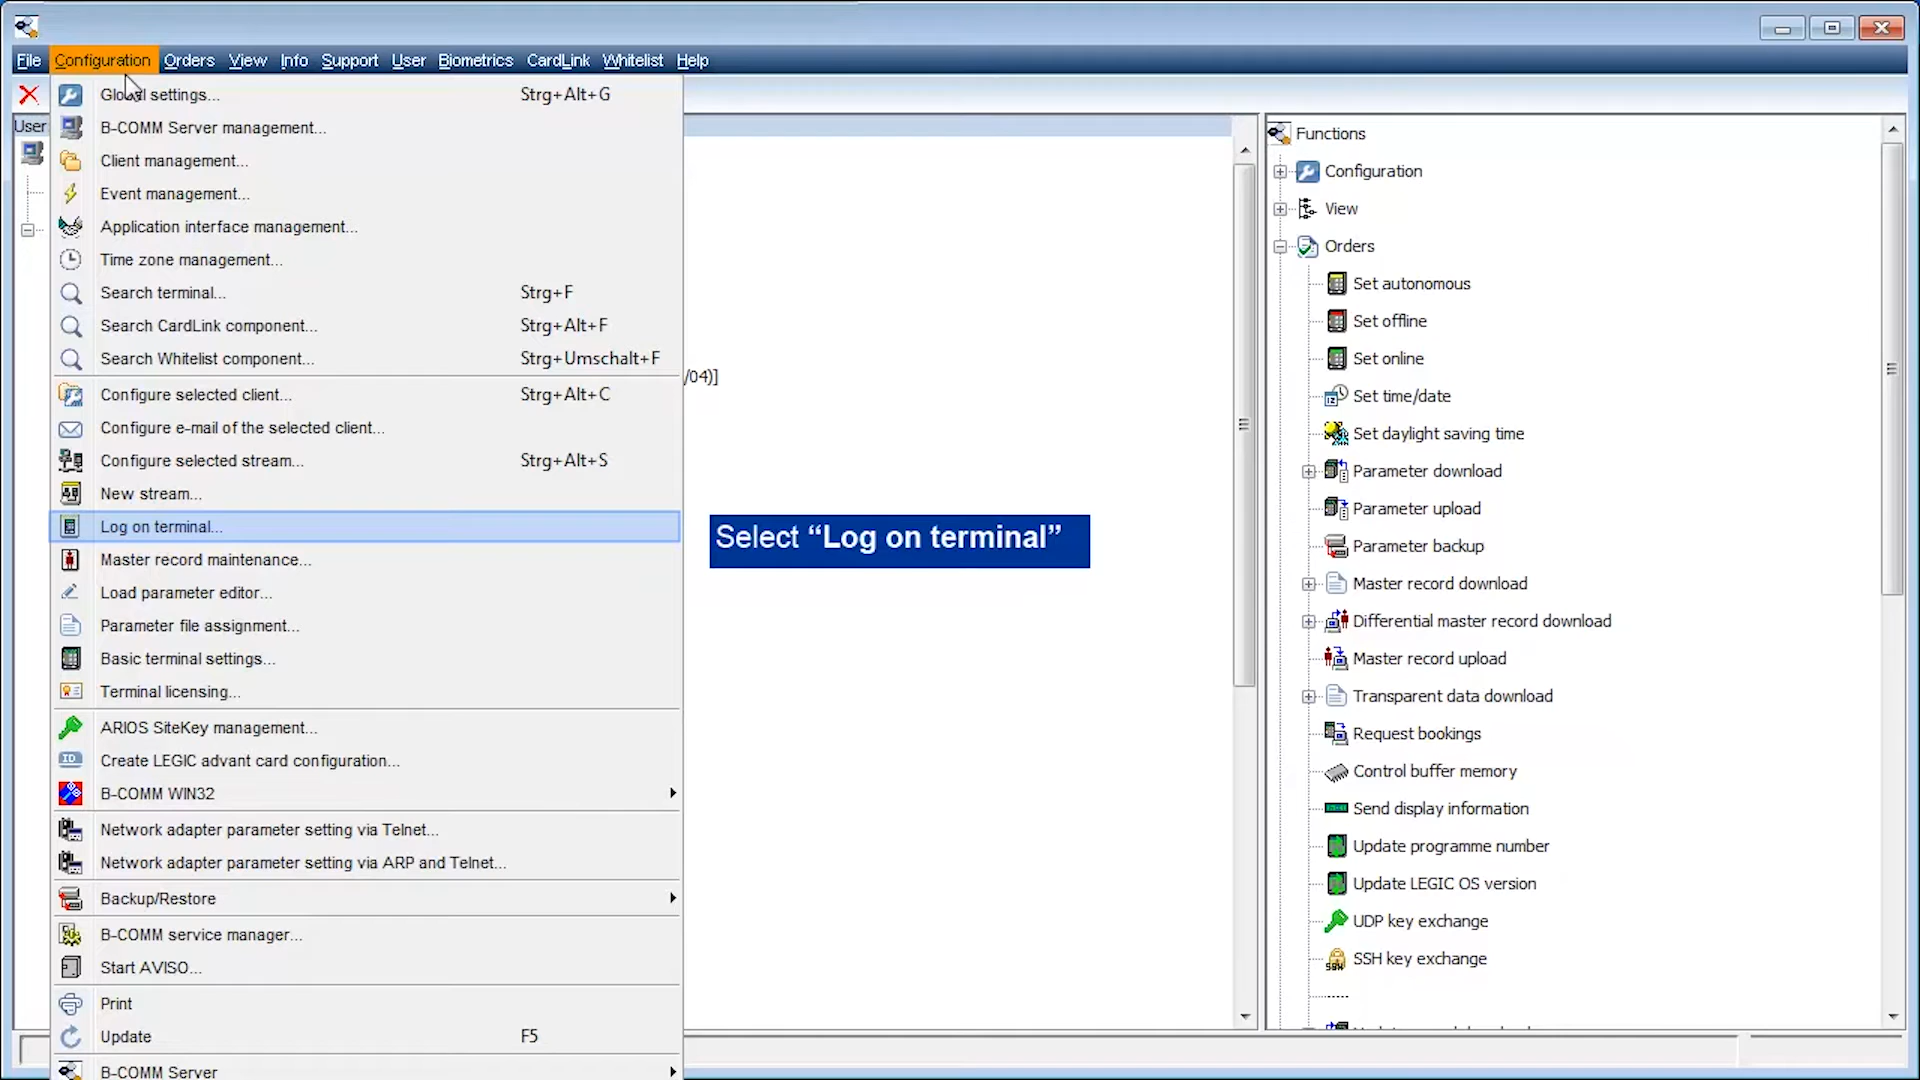 File Configuration Orders View Info Support User Biometrics CardLink Whitelist Help
User
Global settings... Strg+Alt+G
B-COMM Server management...
Client management...
Event management...
Application interface management...
Time zone management...
Search terminal... Strg+F
Search CardLink component... Strg+Alt+F
Search Whitelist component... Strg+Umschalt+F
Configure selected client... Strg+Alt+C
Configure e-mail of the selected client...
Configure selected stream... Strg+Alt+S
New stream...
Log on terminal...
Master record maintenance...
Load parameter editor...
Parameter file assignment...
Basic terminal settings...
Terminal licensing...
ARIOS SiteKey management...
Create LEGIC advant card configuration...
B-COMM WIN32
Network adapter parameter setting via Telnet...
Network adapter parameter setting via ARP and Telnet...
Backup/Restore
B-COMM service manager...
Start AVISO...
Print
Update F5
B-COMM Server
/04)]
Select “Log on terminal”
Functions
Configuration
View
Orders
Set autonomous
Set offline
Set online
Set time/date
Set daylight saving time
Parameter download
Parameter upload
Parameter backup
Master record download
Differential master record download
Master record upload
Transparent data download
Request bookings
Control buffer memory
Send display information
Update programme number
Update LEGIC OS version
UDP key exchange
SSH key exchange